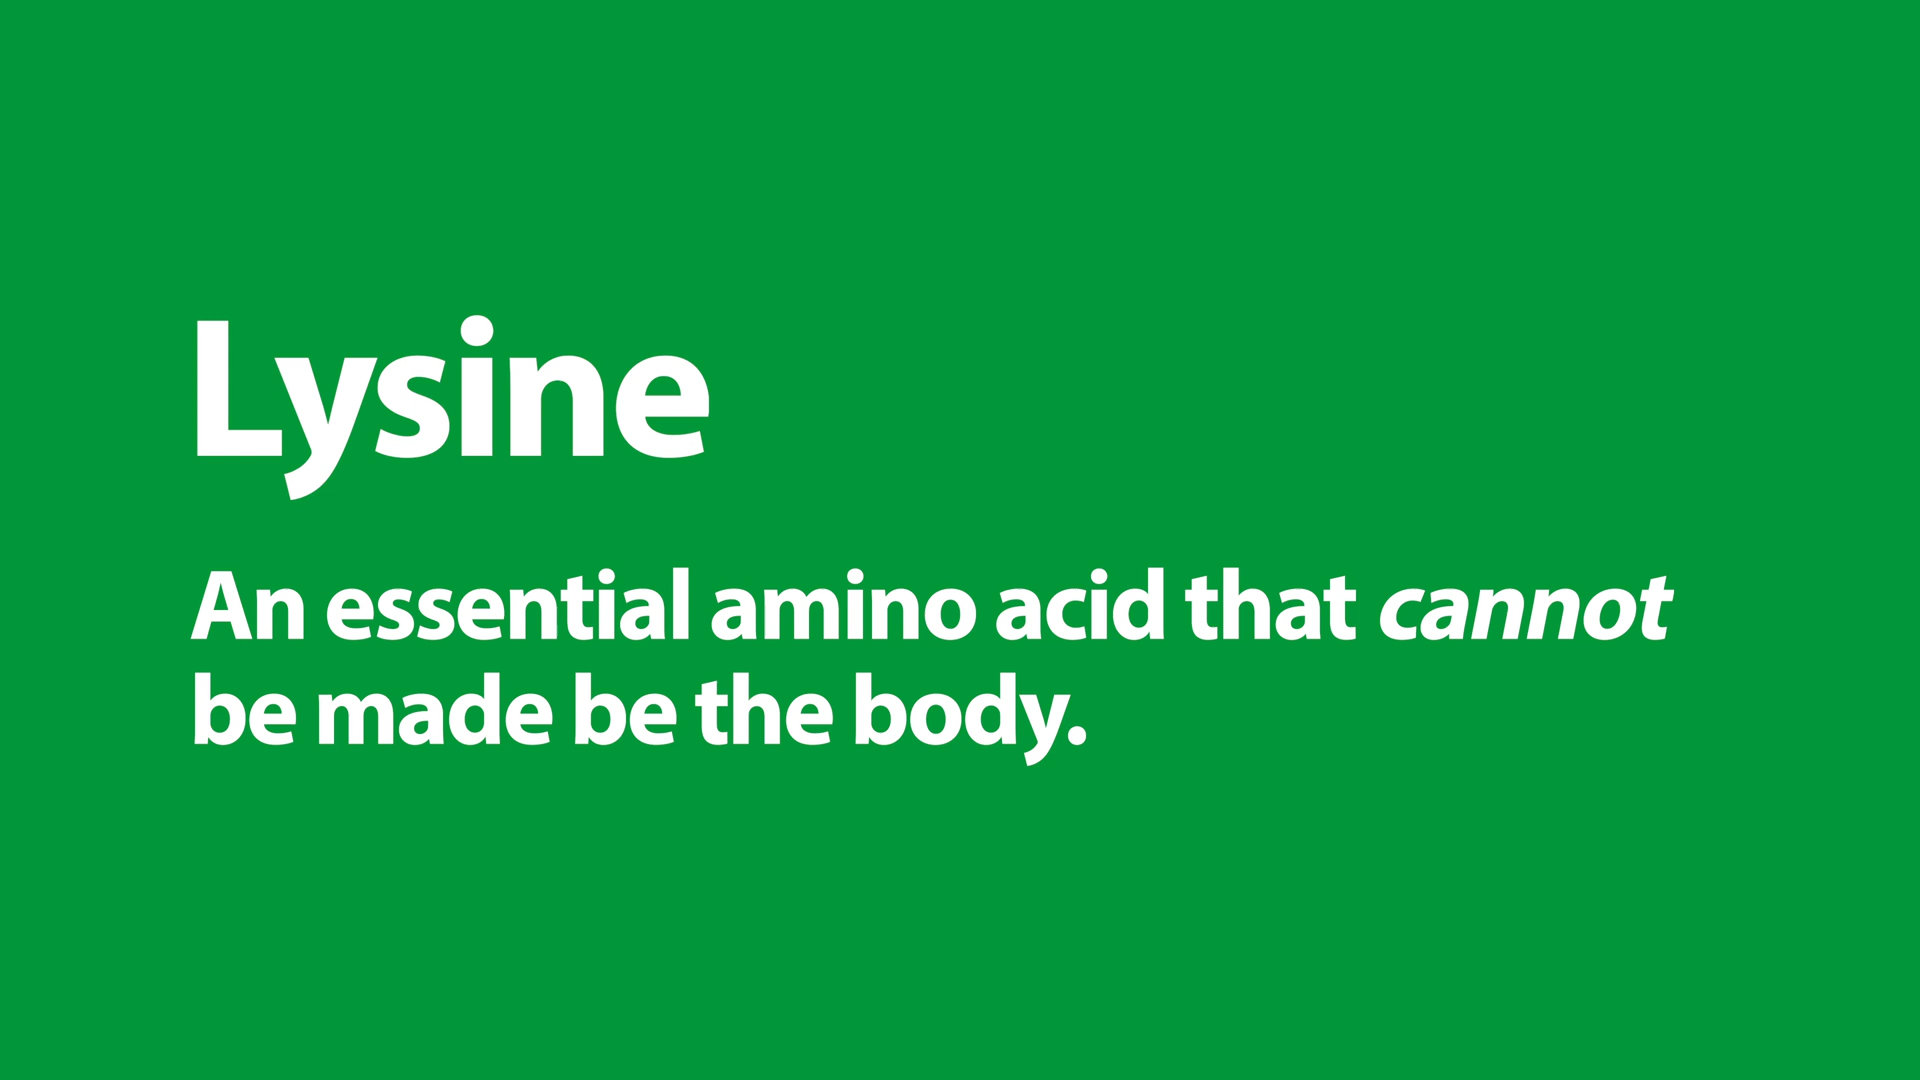 Lysine
An essential amino acid that cannot
be made be the body.